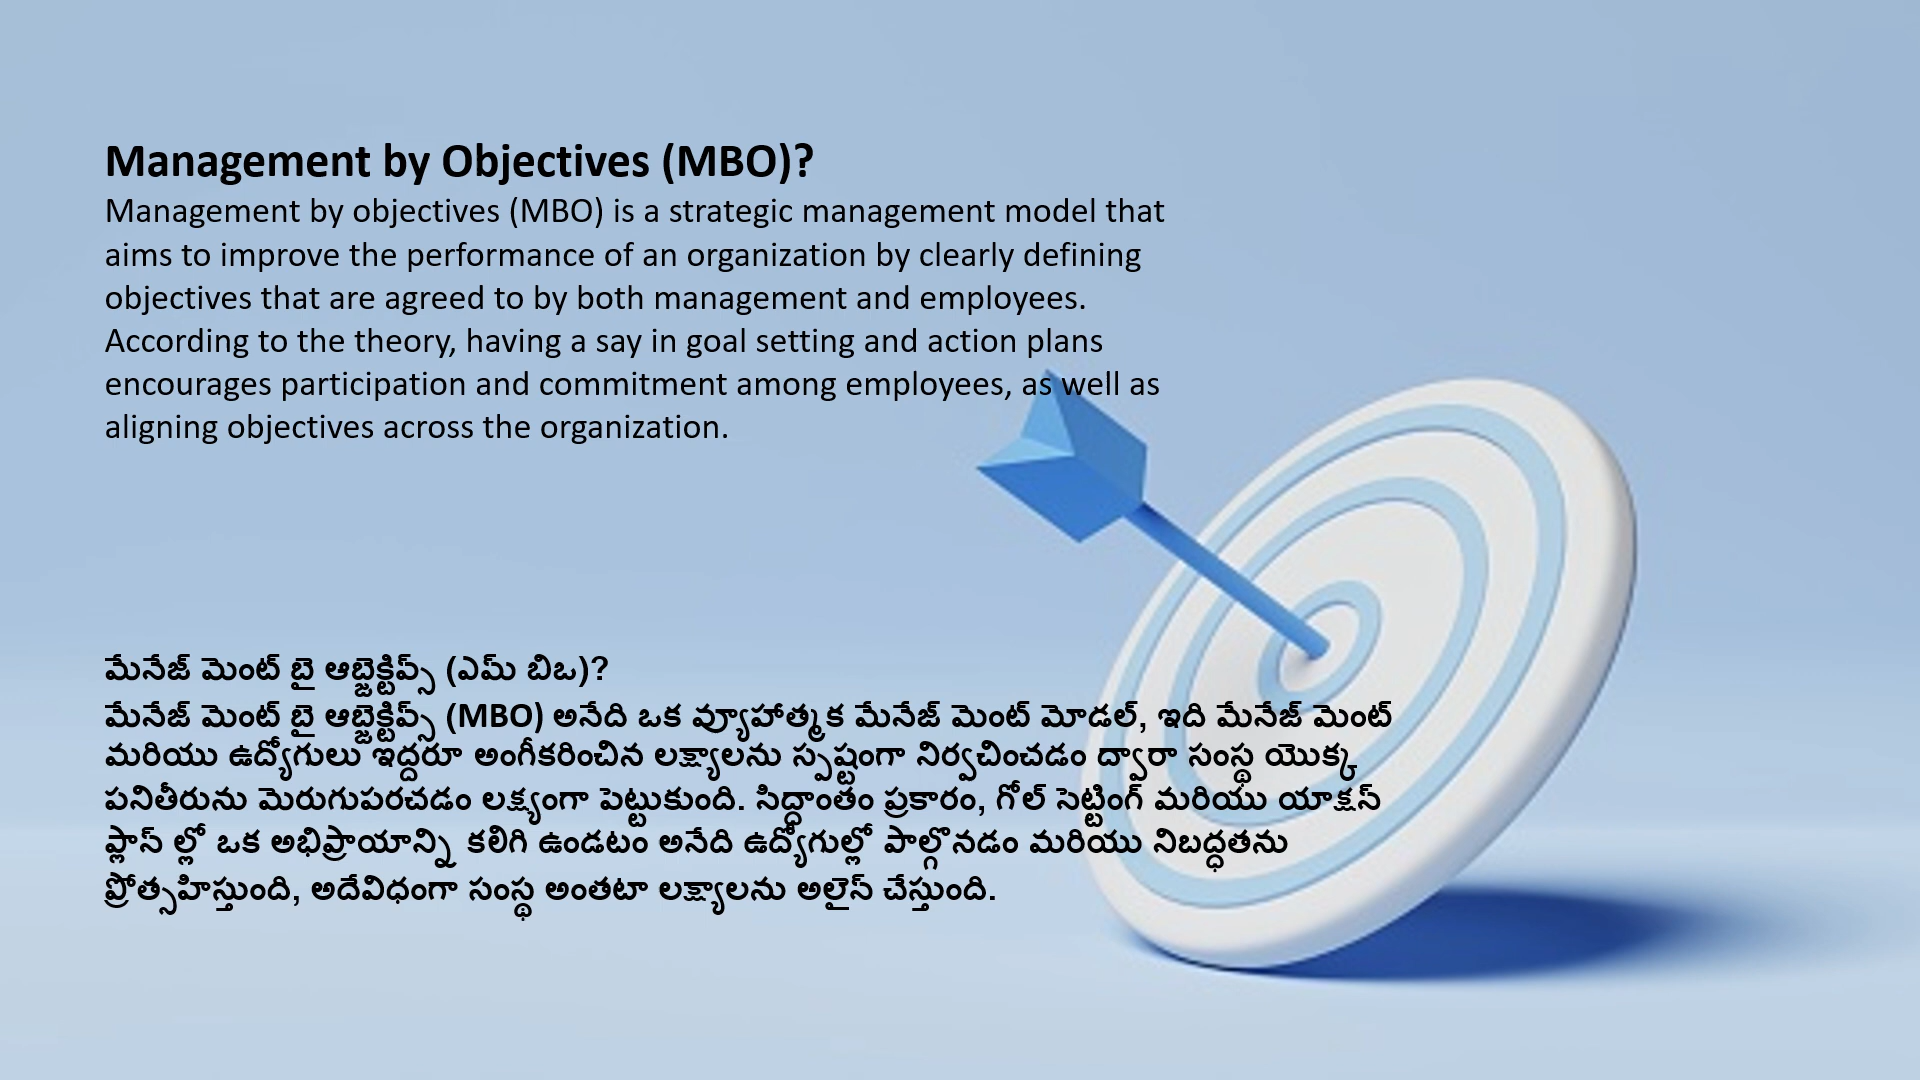 Management by Objectives (MBO)?
Management by objectives (MBO) is a strategic management model that
aims to improve the performance of an organization by clearly defining
objectives that are agreed to by both management and employees.
According to the theory, having a say in goal setting and action plans
encourages participation and commitment among employees, as well as
aligning objectives across the organization.
మేనేజ్ మెంట్ బై ఆబ్జెక్టివ్స్ (ఎమ్ బిఒ)?
మేనేజ్ మెంట్ బై ఆబ్జెక్టివ్స్ (MBO) అనేది ఒక వ్యూహాత్మక మేనేజ్ మెంట్ మోడల్, ఇది మేనేజ్ మెంట్
మరియు ఉద్యోగులు ఇద్దరూ అంగీకరించిన లక్ష్యాలను స్పష్టంగా నిర్వచించడం ద్వారా సంస్థ యొక్క
పనితీరును మెరుగుపరచడం లక్ష్యంగా పెట్టుకుంది. సిద్ధాంతం ప్రకారం, గోల్ సెట్టింగ్ మరియు యాక్షన్
ప్లాన్ ల్లో ఒక అభిప్రాయాన్ని కలిగి ఉండటం అనేది ఉద్యోగుల్లో పాల్గొనడం మరియు నిబద్ధతను
ప్రోత్సహిస్తుంది, అదేవిధంగా సంస్థ అంతటా లక్ష్యాలను అలైన్ చేస్తుంది.